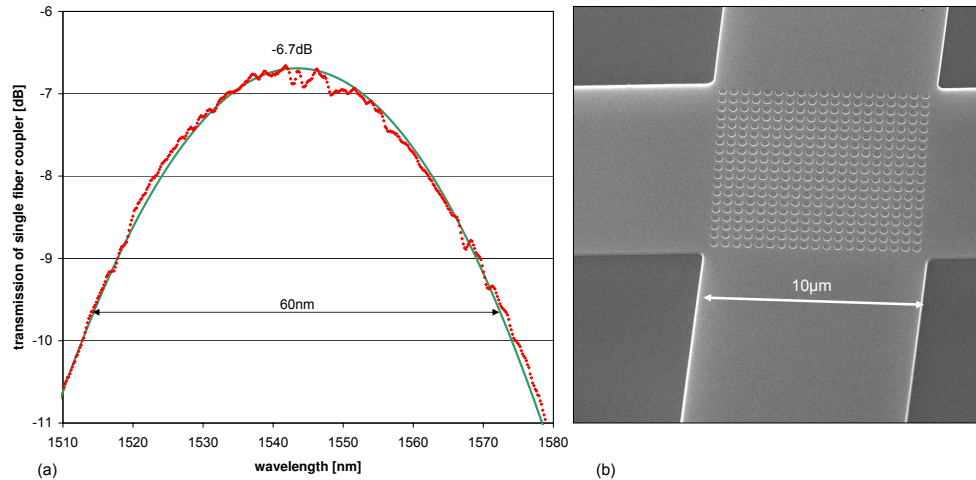 -6
-6.7dB
-7
-8
-9
60nm
-10
-11
1510 1520 1530 1540 1550 1560 1570 1580
wavelength [nm]
transmission of single fiber coupler [dB]
(a)
10µm
(b)